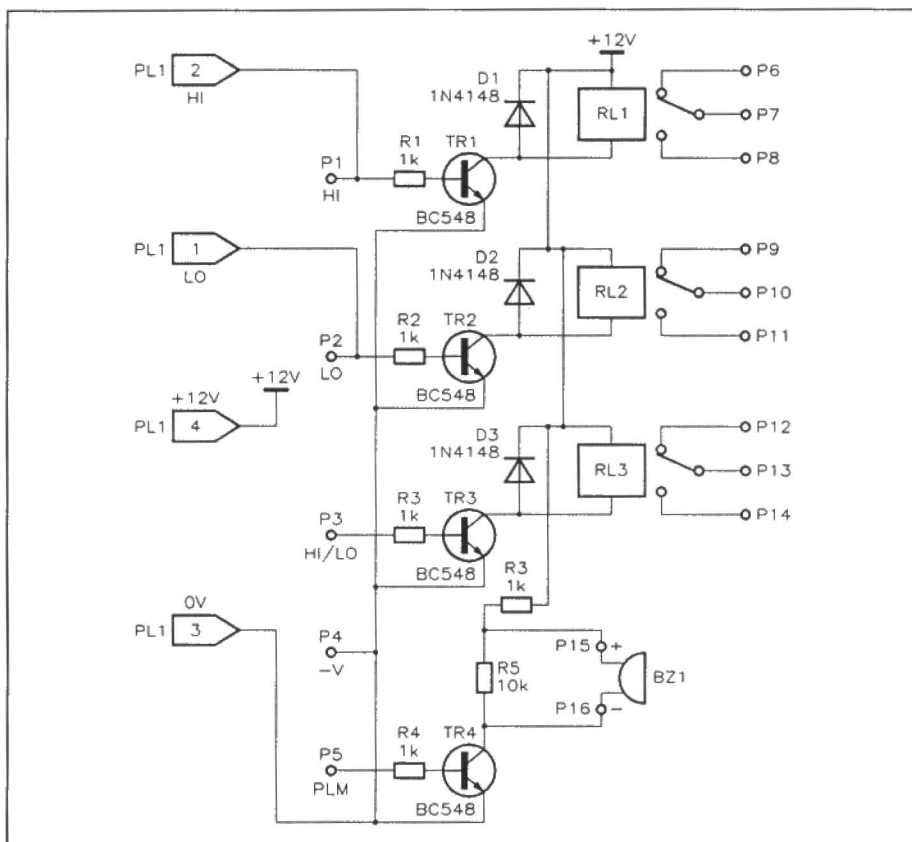 +12V
PL1
2
HI
D1
1N4148
RL1
P6
P7
P8
R1
1k
TR1
P1
HI
BC548
PL1
1
LO
D2
1N4148
RL2
P9
P10
P11
R2
1k
TR2
P2
LO
BC548
+12V
+12V
PL1
4
D3
1N4148
RL3
P12
P13
P14
R3
1k
TR3
P3
HI/LO
BC548
R3
1k
0V
PL1
3
P4
-V
P15
+
R5
10k
BZ1
P16
-
R4
1k
TR4
P5
PLM
BC548